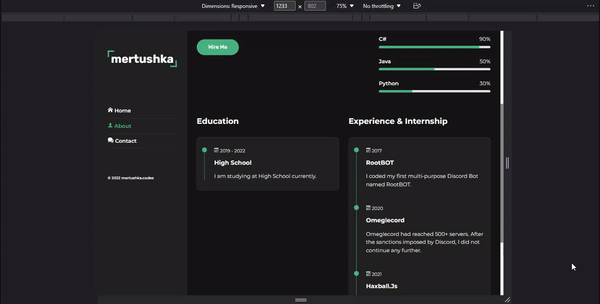 Dimensions: Responsive ▼ 1233 × 802 75% ▼ No throttling ▼
mertushka
Home
About
Contact
© 2022 mertushka.codes
Hire Me
C# 90%
Java 50%
Python 30%
Education
2019 - 2022
High School
I am studying at High School currently.
Experience & Internship
2017
RootBOT
I coded my first multi-purpose Discord Bot
named RootBOT.
2020
Omeglecord
Omeglecord had reached 500+ servers. After
the sanctions imposed by Discord, I did not
continue any further.
2021
Haxball.Js